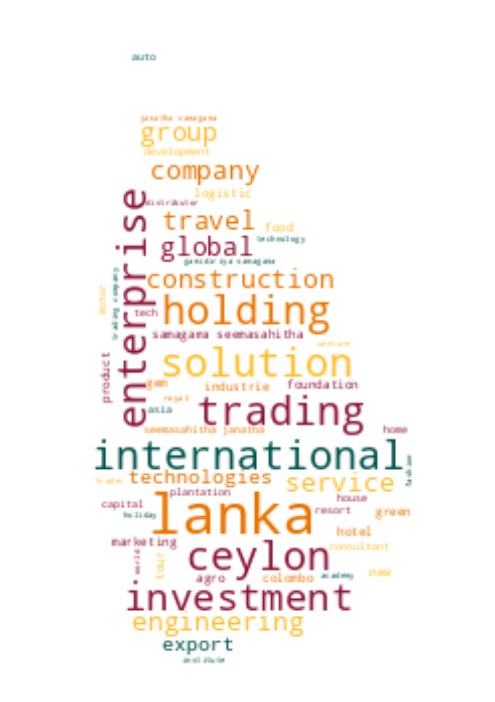 auto
janatha samagama
group
development
company
logistic
enterprise
distributor
travel
food
technology
global
gamidiriya samagama
trading company
construction
motor
holding
tech
samagama seemasahitha
venture
solution
product
gem
industrie
foundation
royal
trading
asia
seemasahitha janatha
home
international
fashion
technologies
trader
service
plantation
house
capital
lanka
resort
green
holiday
hotel
marketing
ceylon
consultant
world
tour
agro
colombo
academy
new
investment
engineering
export
institute